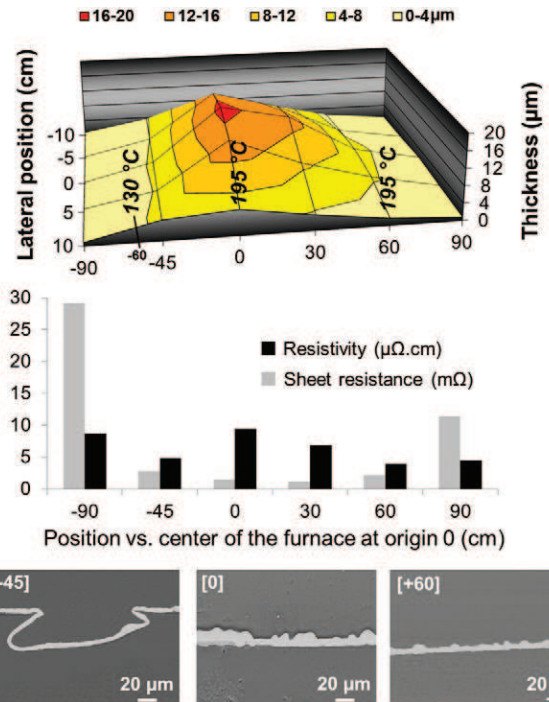 16-20 12-16 8-12 4-8 0-4μm
Lateral position (cm)
-10
-5
0
5
10
130 °C
195 °C
195 °C
Thickness (μm)
20
16
12
8
4
0
-90 -60 -45 0 30 60 90
30
25
20
15
10
5
0
Resistivity (μΩ.cm)
Sheet resistance (mΩ)
-90 -45 0 30 60 90
Position vs. center of the furnace at origin 0 (cm)
-45] [0] [+60]
20 μm 20 μm 20 μm